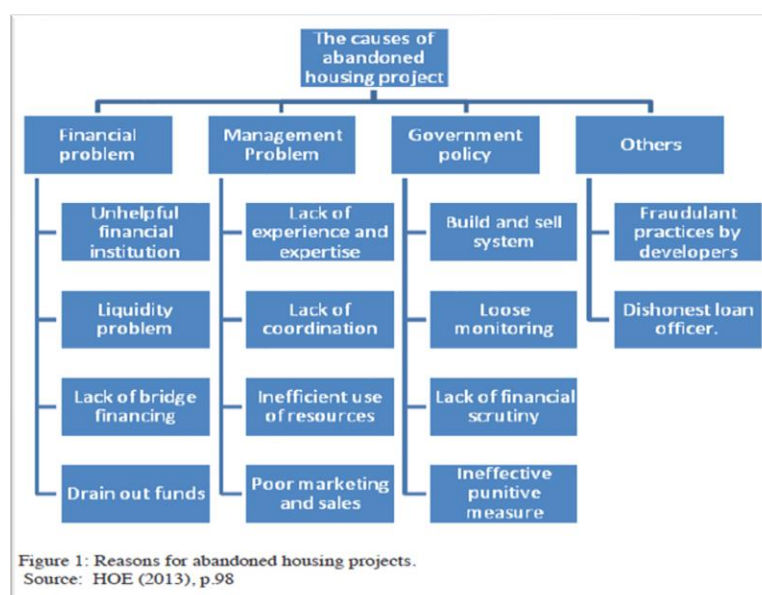 The causes of
abandoned
housing project
Financial
problem
Management
Problem
Government
policy
Others
Unhelpful
financial
institution
Liquidity
problem
Lack of bridge
financing
Drain out funds
Lack of
experience and
expertise
Lack of
coordination
Inefficient use
of resources
Poor marketing
and sales
Build and sell
system
Loose
monitoring
Lack of financial
scrutiny
Ineffective
punitive
measure
Fraudulant
practices by
developers
Dishonest loan
officer.
Figure 1: Reasons for abandoned housing projects.
Source: HOE (2013), p.98